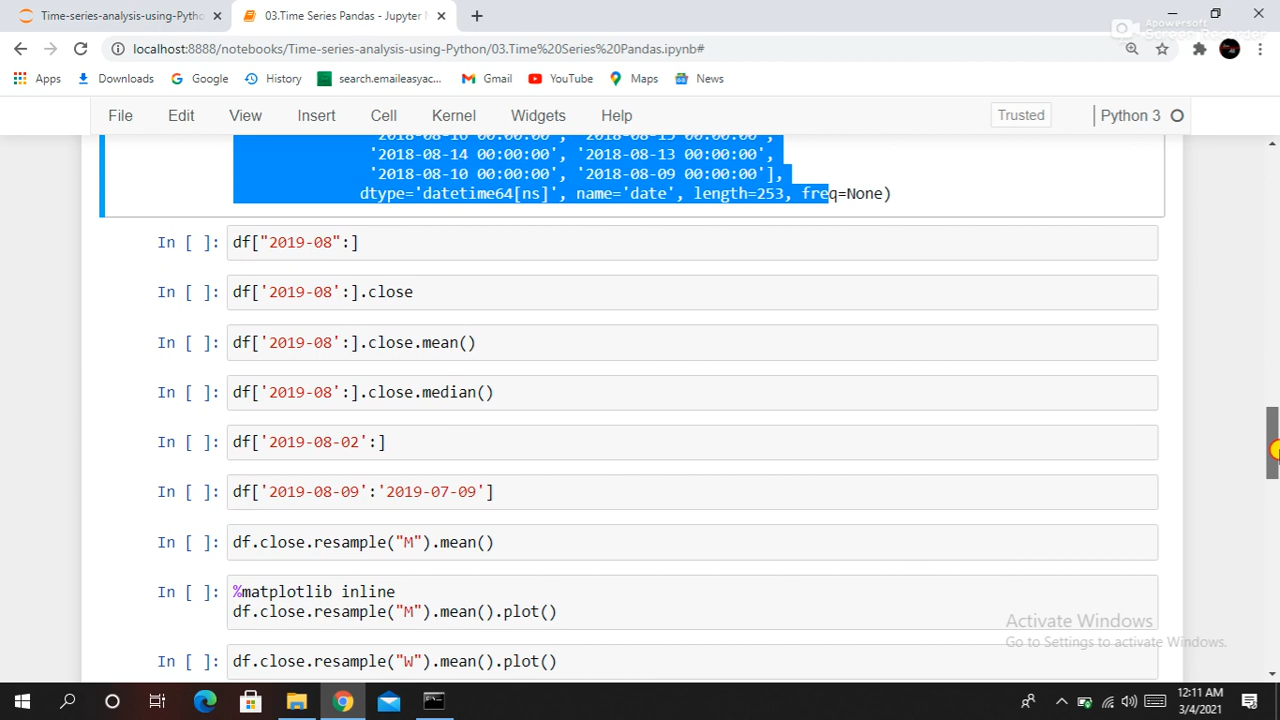 Time-series-analysis-using-Pytho
03.Time Series Pandas - Jupyter
Apowersoft
Screen Recorder
localhost:8888/notebooks/Time-series-analysis-using-Python/03.Time%20Series%20Pandas.ipynb#
Apps Downloads Google History search.emaileasyac... Gmail YouTube Maps News
File Edit View Insert Cell Kernel Widgets Help Trusted Python 3
'2018-08-14 00:00:00', '2018-08-13 00:00:00',
'2018-08-10 00:00:00', '2018-08-09 00:00:00'],
dtype='datetime64[ns]', name='date', length=253, freq=None)
In [ ]: df["2019-08":]
In [ ]: df['2019-08':].close
In [ ]: df['2019-08':].close.mean()
In [ ]: df['2019-08':].close.median()
In [ ]: df['2019-08-02':]
In [ ]: df['2019-08-09':'2019-07-09']
In [ ]: df.close.resample("M").mean()
In [ ]: %matplotlib inline
df.close.resample("M").mean().plot()
In [ ]: df.close.resample("W").mean().plot()
Activate Windows
Go to Settings to activate Windows.
12:11 AM
3/4/2021